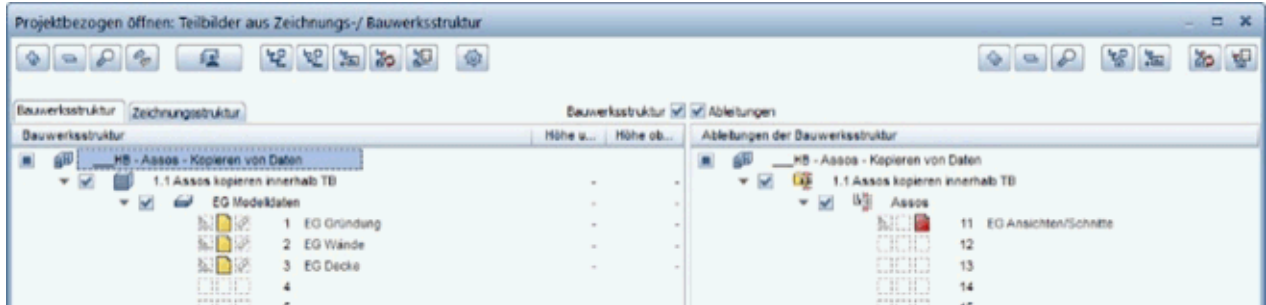 Projektbezogen öffnen: Teilbilder aus Zeichnungs-/ Bauwerksstruktur
Bauwerksstruktur Zeichnungsstruktur Bauwerksstruktur Ableitungen
Bauwerksstruktur Höhe u... Höhe ob... Ableitungen der Bauwerksstruktur
___HB - Assos - Kopieren von Daten ___HB - Assos - Kopieren von Daten
1.1 Assos kopieren innerhalb TB - - 1.1 Assos kopieren innerhalb TB
EG Modelldaten - - Assos
1 EG Gründung - - 11 EG Ansichten/Schnitte
2 EG Wände - - 12
3 EG Decke - - 13
4 14